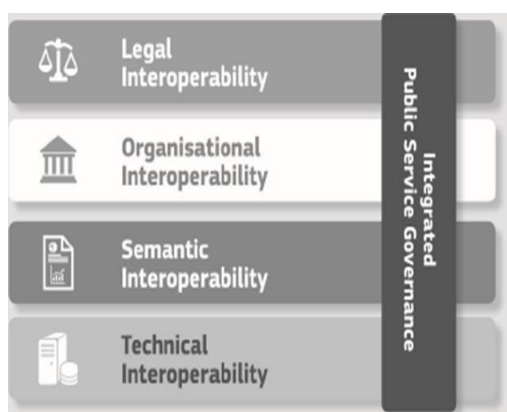 Legal
Interoperability
Organisational
Interoperability
Semantic
Interoperability
Technical
Interoperability
Integrated
Public Service Governance